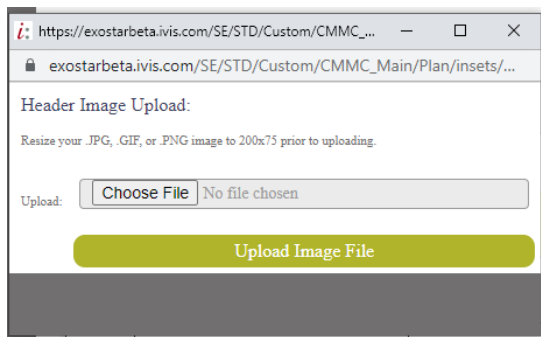 i: https://exostarbeta.ivis.com/SE/STD/Custom/CMMC_...
exostarbeta.ivis.com/SE/STD/Custom/CMMC_Main/Plan/insets/...
Header Image Upload:
Resize your .JPG, .GIF, or .PNG image to 200x75 prior to uploading.
Upload: Choose File No file chosen
Upload Image File